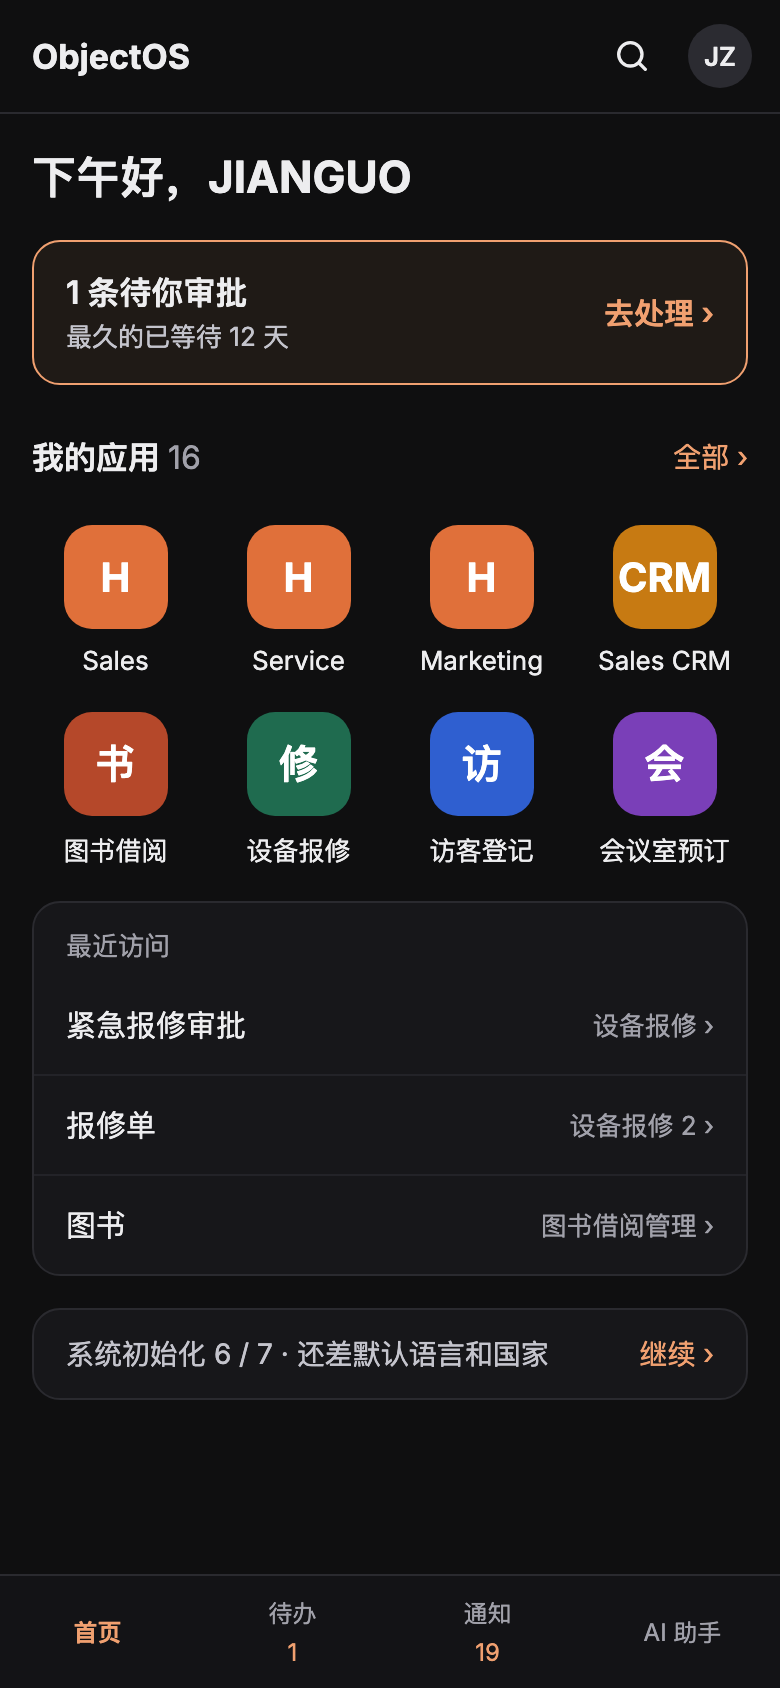 ObjectOS
JZ
下午好，JIANGUO
1 条待你审批
最久的已等待 12 天
去处理 ›
我的应用 16
全部 ›
H
H
H
CRM
Sales
Service
Marketing
Sales CRM
书
修
访
会
图书借阅
设备报修
访客登记
会议室预订
最近访问
紧急报修审批
设备报修 ›
报修单
设备报修 2 ›
图书
图书借阅管理 ›
系统初始化 6 / 7 · 还差默认语言和国家
继续 ›
首页
待办
1
通知
19
AI 助手